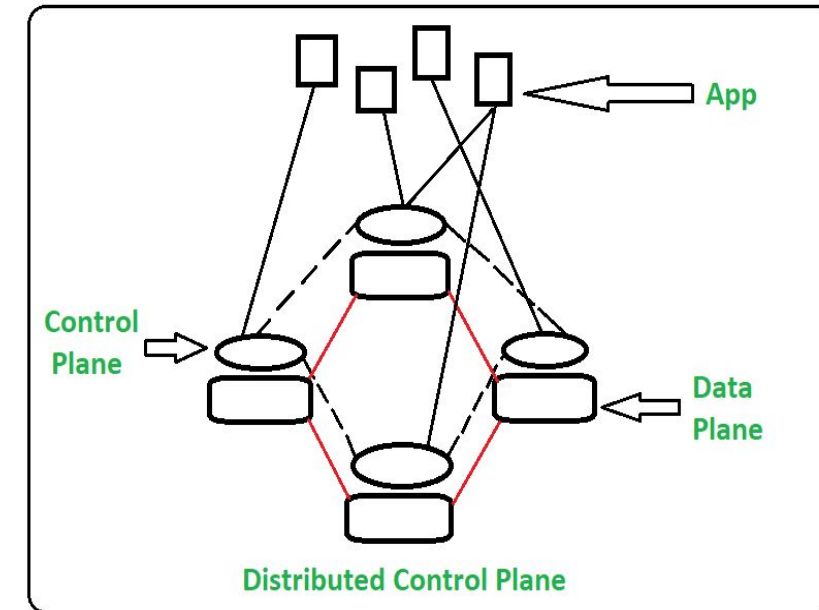 App
Control
Plane
Data
Plane
Distributed Control Plane